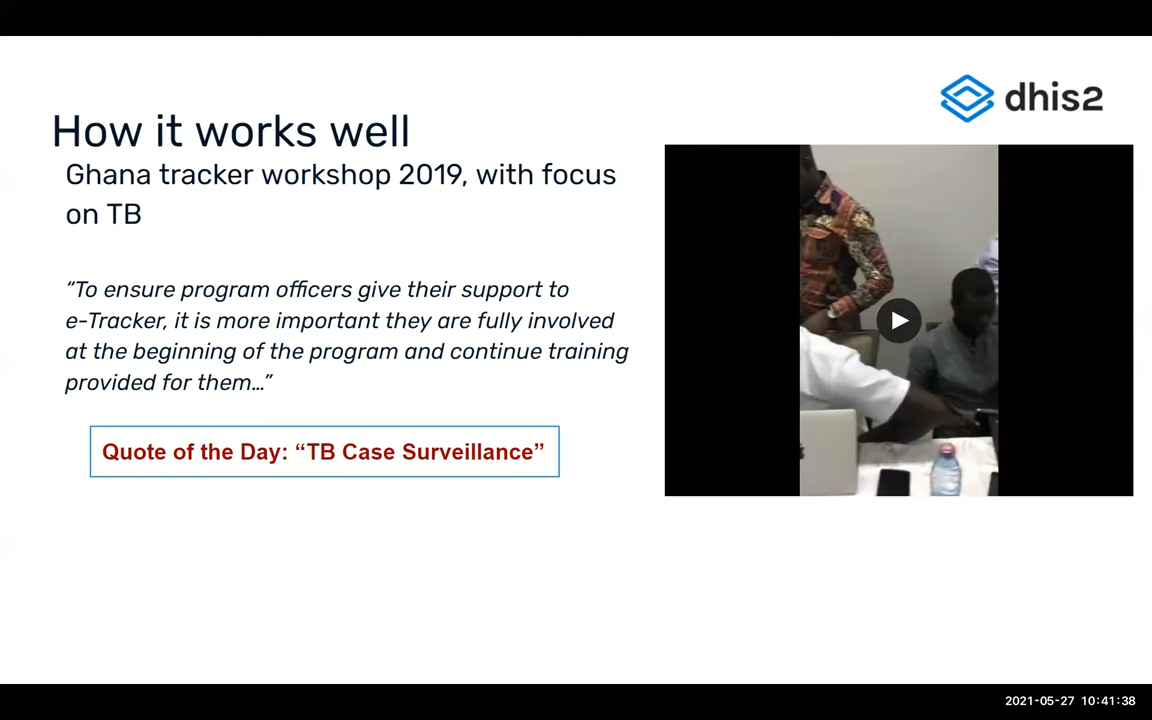 dhis2
How it works well
Ghana tracker workshop 2019, with focus
on TB
“To ensure program officers give their support to
e-Tracker, it is more important they are fully involved
at the beginning of the program and continue training
provided for them…”
Quote of the Day: “TB Case Surveillance”
2021-05-27 10:41:38